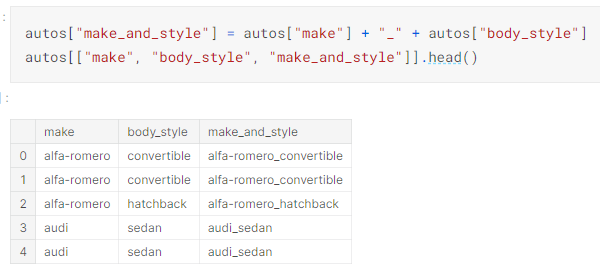 :
autos["make_and_style"] = autos["make"] + "_" + autos["body_style"]
autos[["make", "body_style", "make_and_style"]].head()
]:
make body_style make_and_style
0 alfa-romero convertible alfa-romero_convertible
1 alfa-romero convertible alfa-romero_convertible
2 alfa-romero hatchback alfa-romero_hatchback
3 audi sedan audi_sedan
4 audi sedan audi_sedan